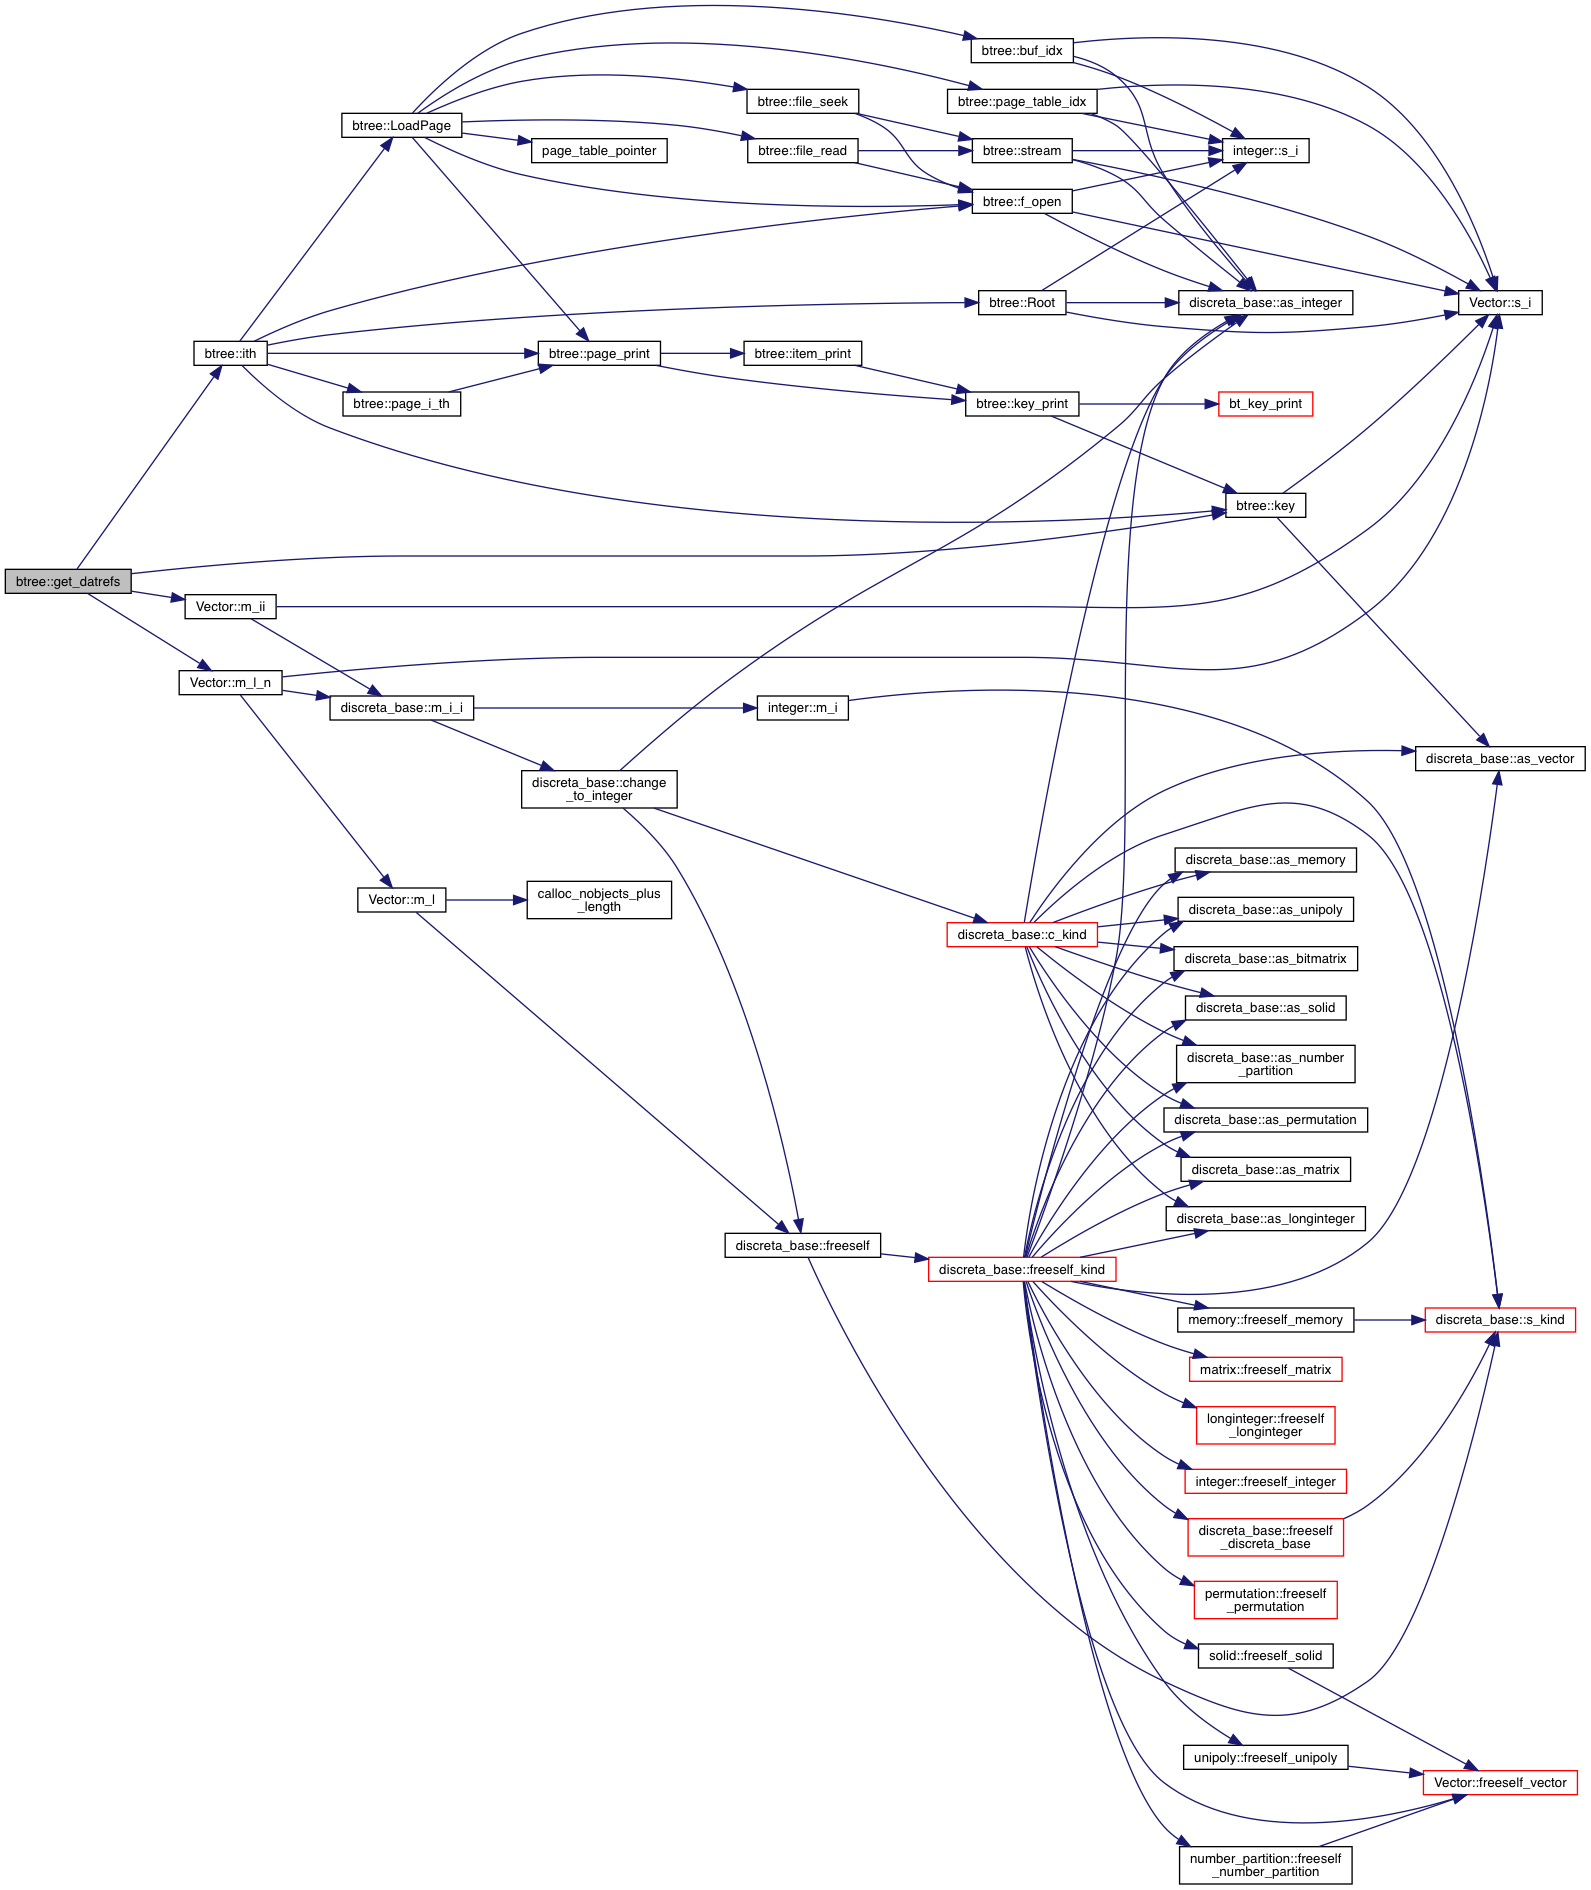 btree::buf_idx
btree::file_seek
btree::page_table_idx
btree::LoadPage
page_table_pointer
btree::file_read
btree::stream
integer::s_i
btree::f_open
btree::Root
discreta_base::as_integer
Vector::s_i
btree::ith
btree::page_print
btree::item_print
btree::page_i_th
btree::key_print
bt_key_print
btree::key
btree::get_datrefs
Vector::m_ii
Vector::m_l_n
discreta_base::m_i_i
integer::m_i
discreta_base::as_vector
discreta_base::change
_to_integer
discreta_base::as_memory
Vector::m_l
calloc_nobjects_plus
_length
discreta_base::as_unipoly
discreta_base::c_kind
discreta_base::as_bitmatrix
discreta_base::as_solid
discreta_base::as_number
_partition
discreta_base::as_permutation
discreta_base::as_matrix
discreta_base::as_longinteger
discreta_base::freeself
discreta_base::freeself_kind
memory::freeself_memory
discreta_base::s_kind
matrix::freeself_matrix
longinteger::freeself
_longinteger
integer::freeself_integer
discreta_base::freeself
_discreta_base
permutation::freeself
_permutation
solid::freeself_solid
unipoly::freeself_unipoly
Vector::freeself_vector
number_partition::freeself
_number_partition